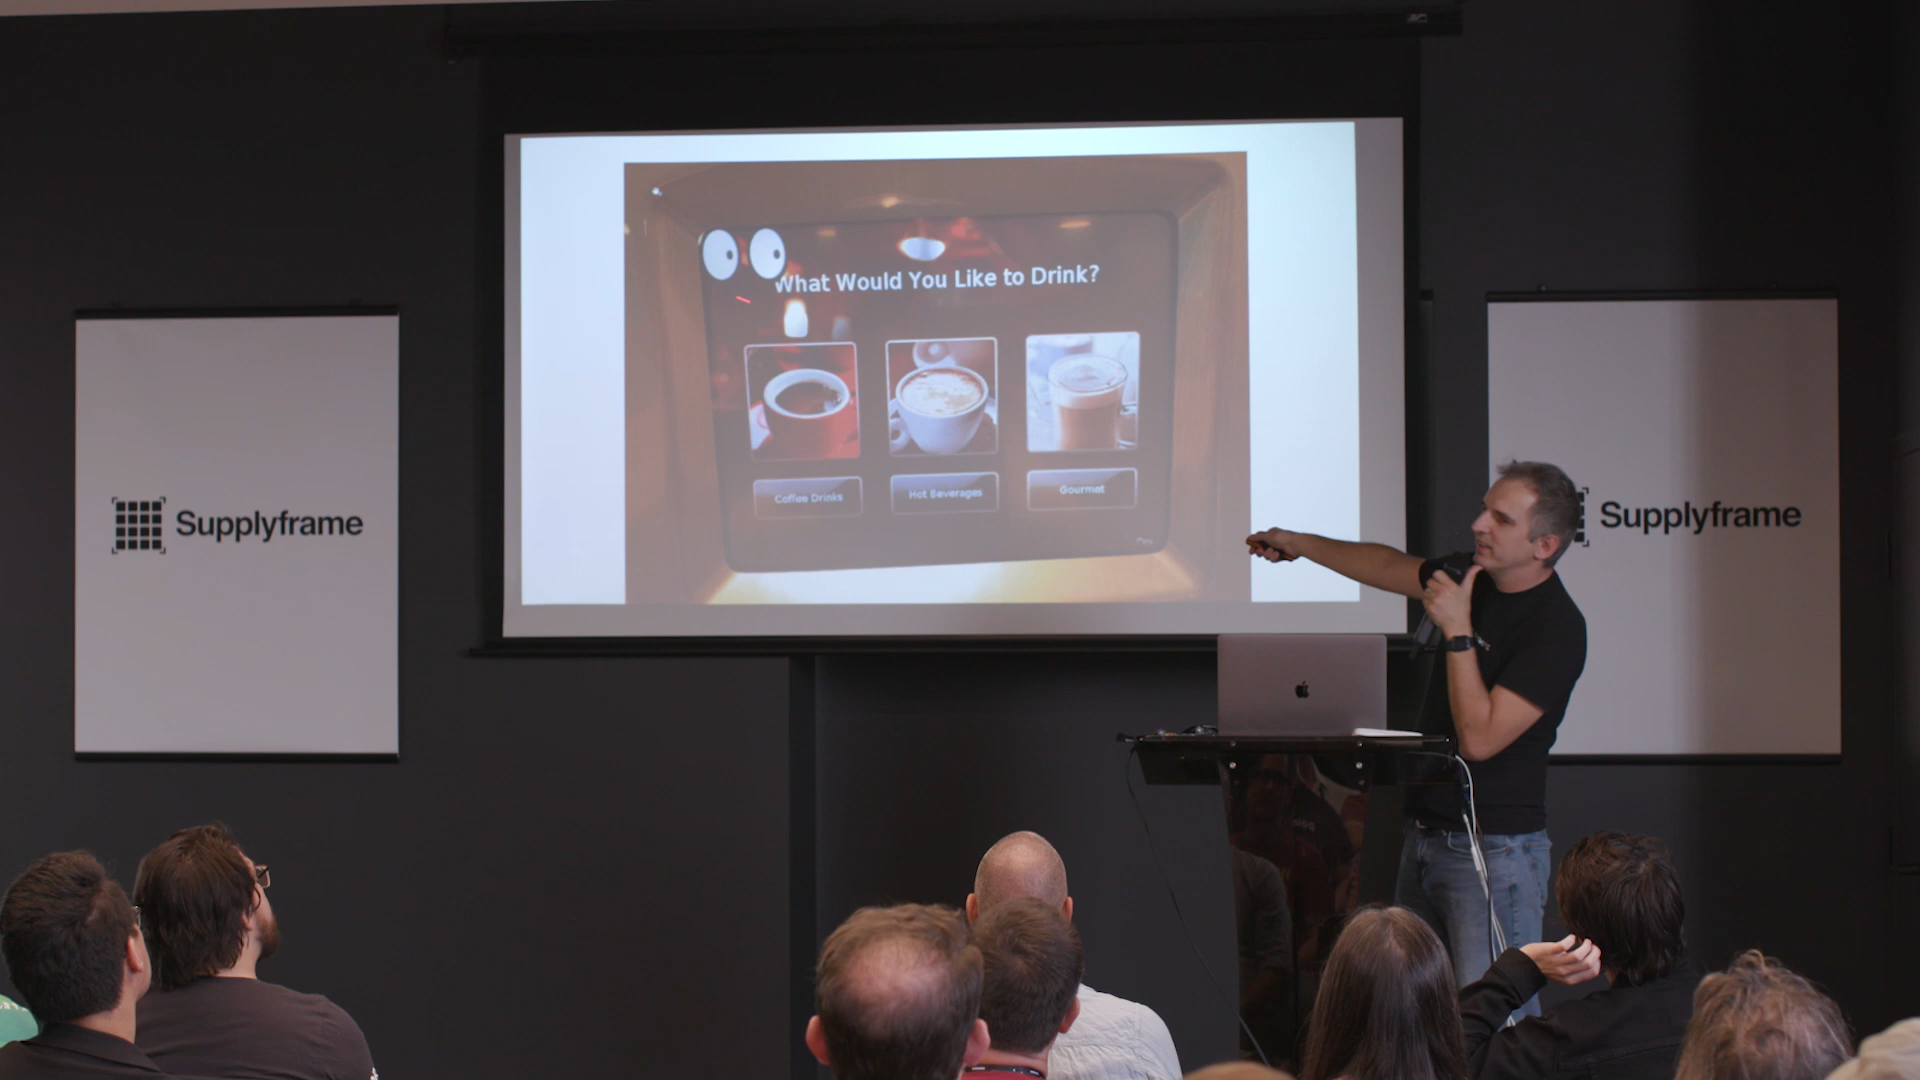 What Would You Like to Drink?
Coffee Drinks
Hot Beverages
Gourmet
Supplyframe
Supplyframe